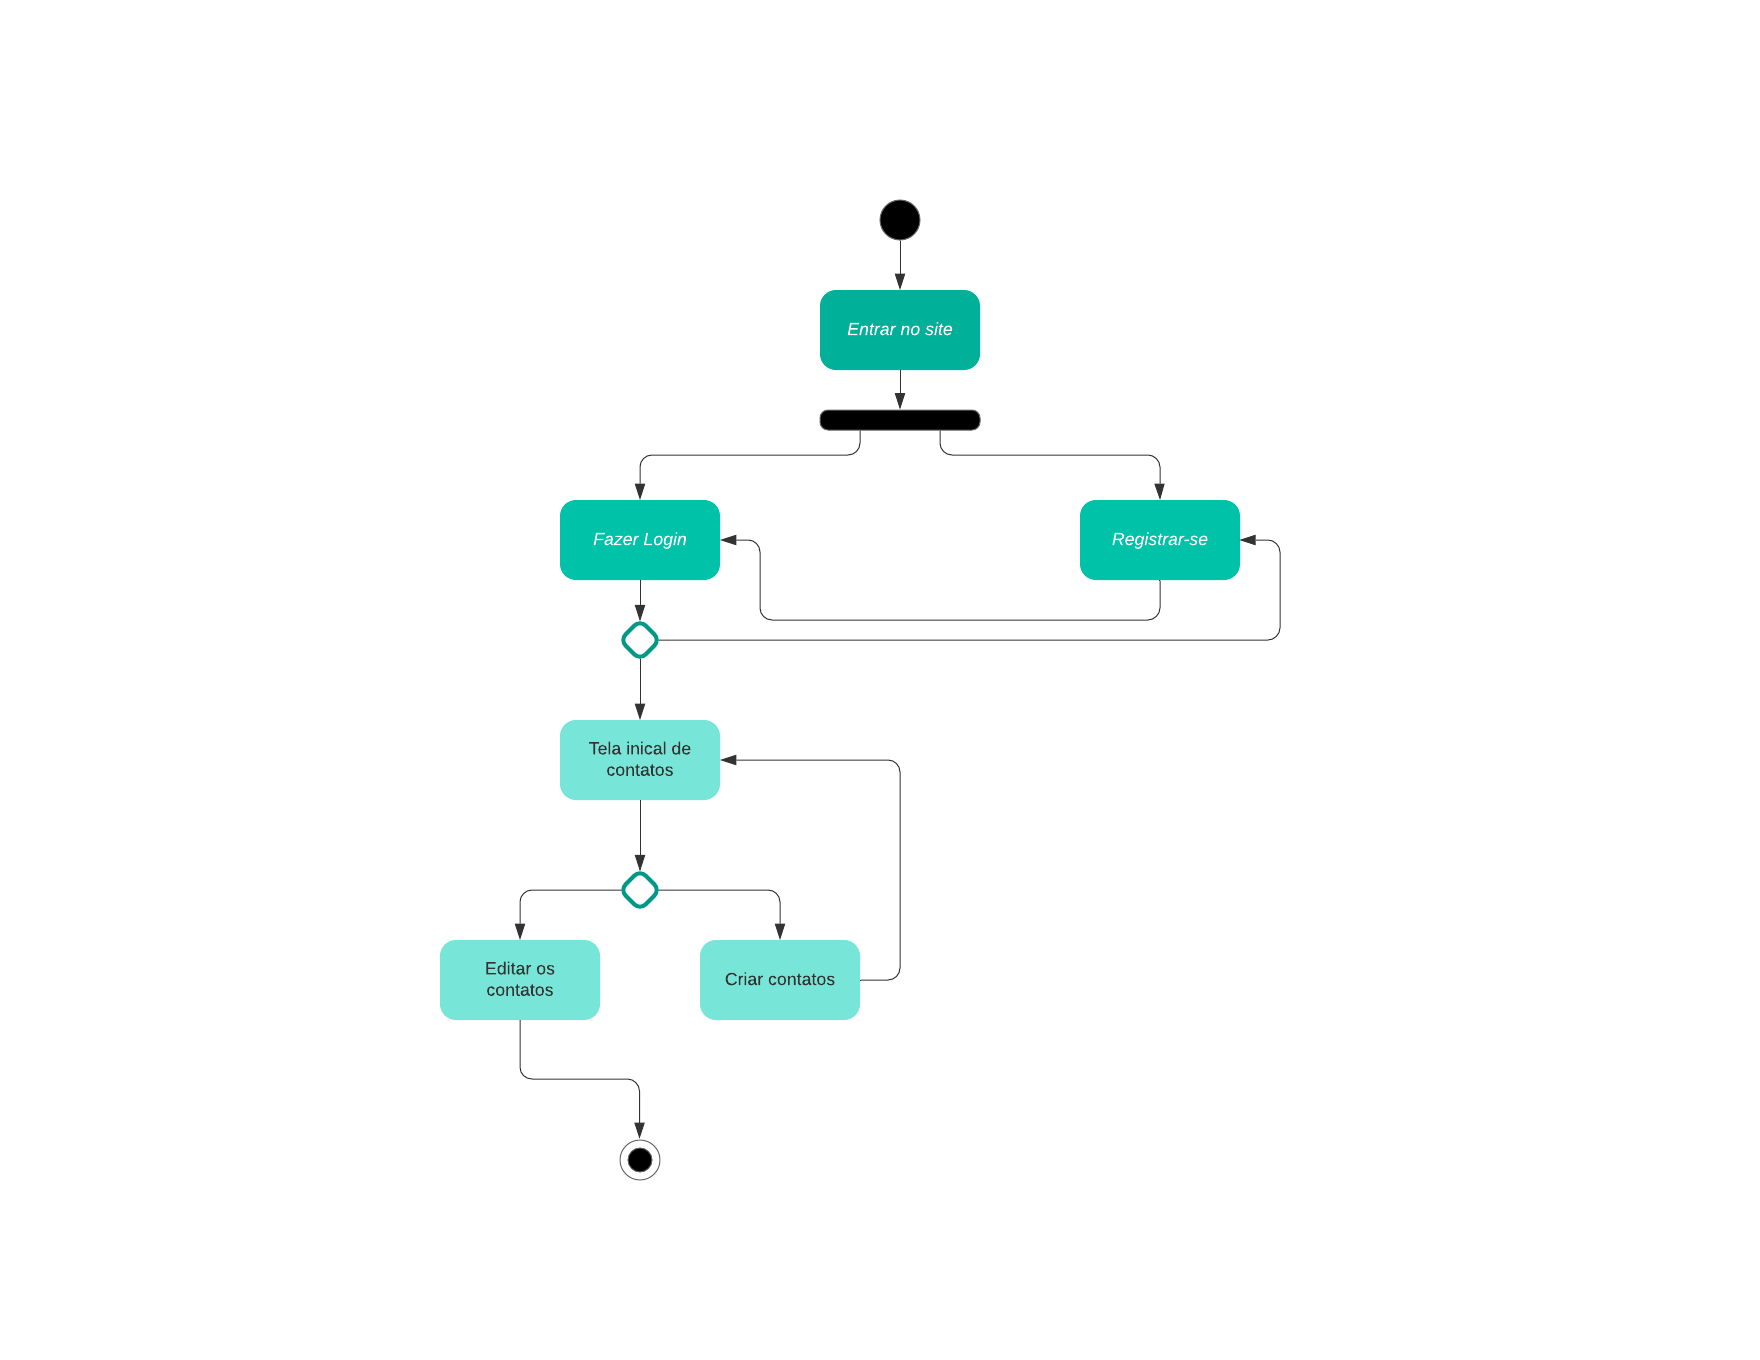 Entrar no site
Fazer Login
Registrar-se
Tela inical de
contatos
Editar os
contatos
Criar contatos